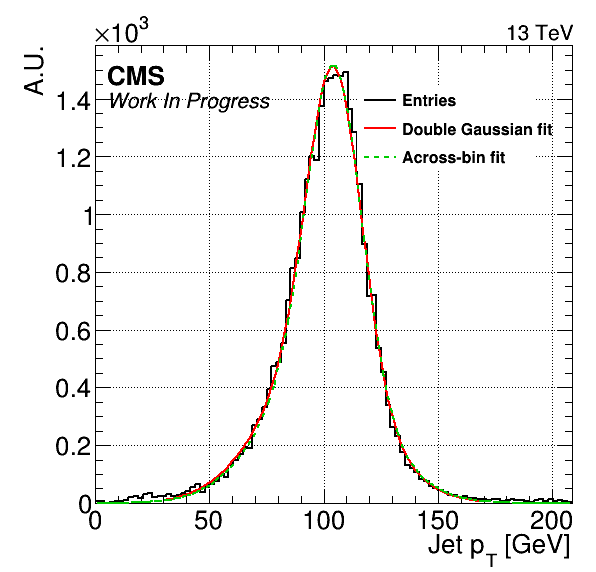 ×10³
13 TeV
A.U.
CMS
Work In Progress
Entries
Double Gaussian fit
Across-bin fit
1.4
1.2
1
0.8
0.6
0.4
0.2
0
0 50 100 150 200
Jet p_T [GeV]